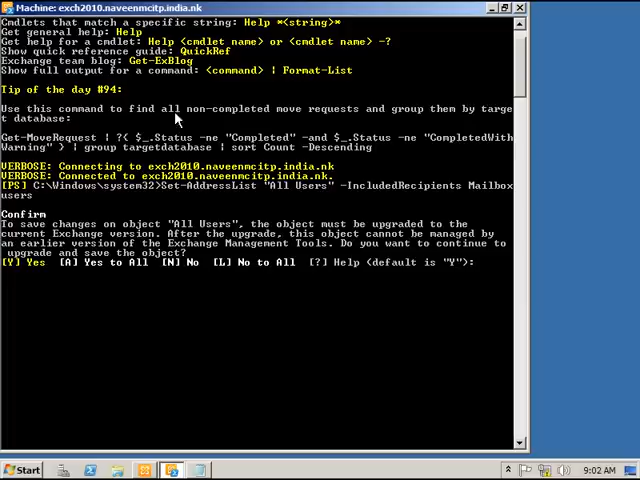 Machine: exch2010.naveenmcitp.india.nk
Cmdlets that match a specific string: Help *<string>*
Get general help: Help
Get help for a cmdlet: Help <cmdlet name> or <cmdlet name> -?
Show quick reference guide: QuickRef
Exchange team blog: Get-ExBlog
Show full output for a command: <command> | Format-List
Tip of the day #94:
Use this command to find all non-completed move requests and group them by targe
t database:
Get-MoveRequest | ?{ $_.Status -ne "Completed" -and $_.Status -ne "CompletedWith
Warning" } | group targetdatabase | sort Count -Descending
VERBOSE: Connecting to exch2010.naveenmcitp.india.nk
VERBOSE: Connected to exch2010.naveenmcitp.india.nk.
[PS] C:\Windows\system32>Set-AddressList "All Users" -IncludedRecipients Mailbox
users
Confirm
To save changes on object "All Users", the object must be upgraded to the
current Exchange version. After the upgrade, this object cannot be managed by
an earlier version of the Exchange Management Tools. Do you want to continue to
upgrade and save the object?
[Y] Yes [A] Yes to All [N] No [L] No to All [?] Help (default is "Y"):
Start
9:02 AM